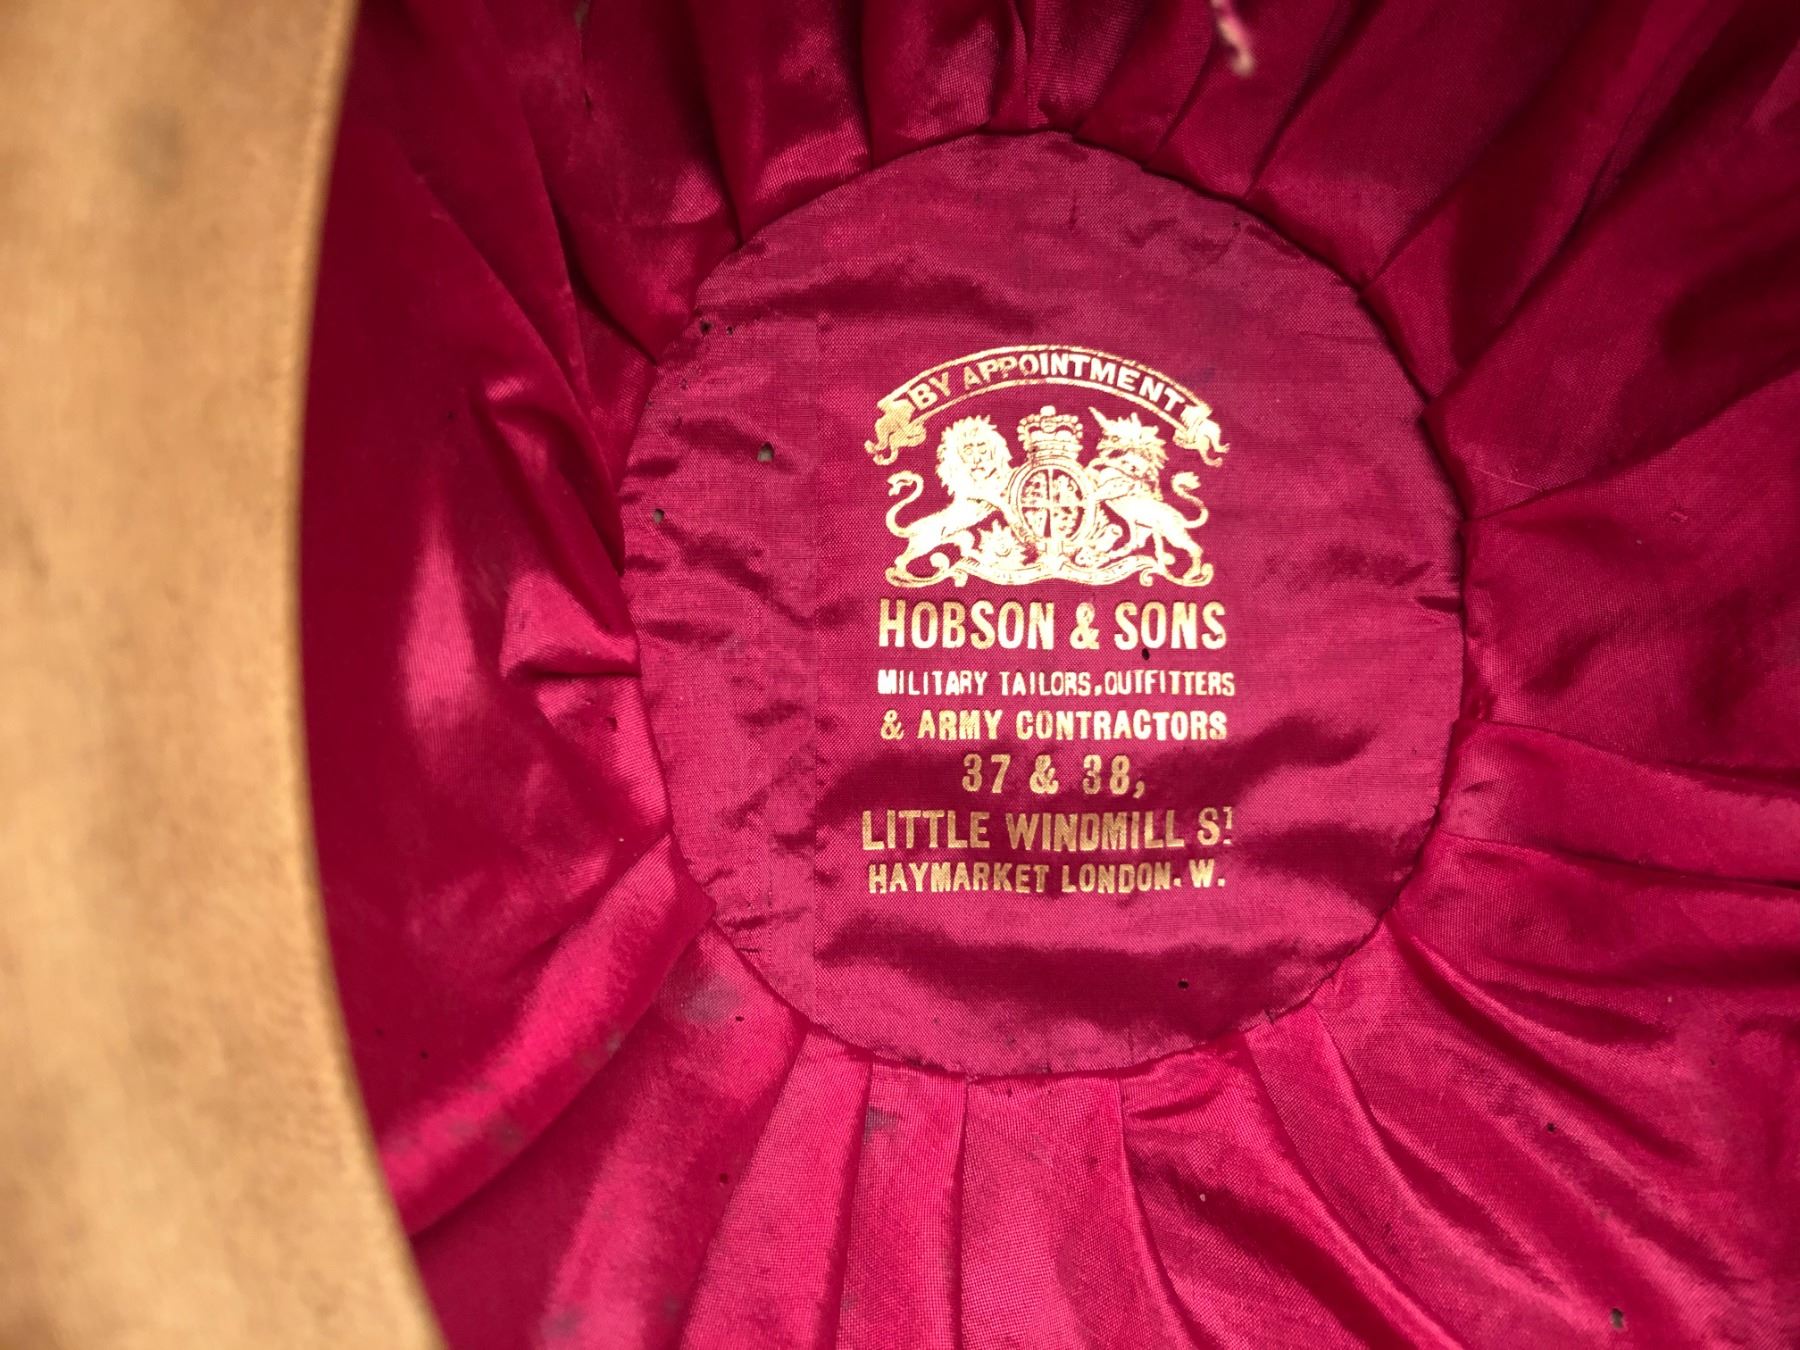 BY APPOINTMENT
HOBSON & SONS
MILITARY TAILORS, OUTFITTERS
& ARMY CONTRACTORS
37 & 38,
LITTLE WINDMILL ST.
HAYMARKET LONDON. W.